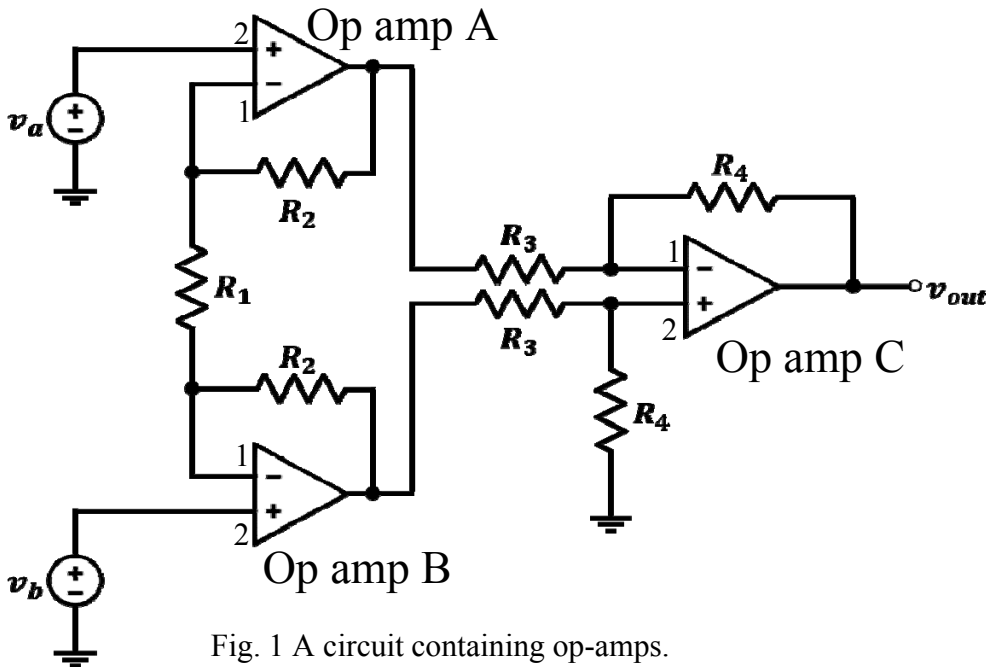 Op amp A
2
+
−
1
v_a
+
−
R_2
R_4
R_3
R_1
1
−
v_out
+
R_3
2
R_2
Op amp C
R_4
1
−
+
2
Op amp B
v_b
+
−
Fig. 1 A circuit containing op-amps.